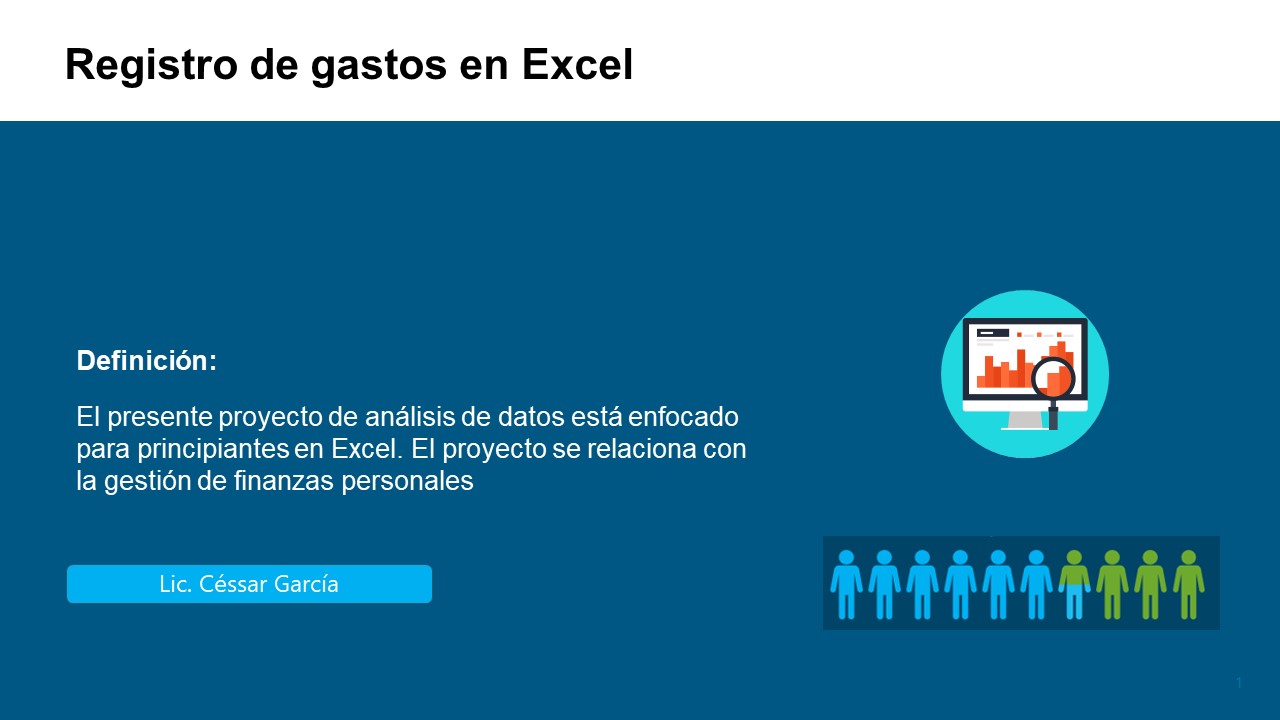 Registro de gastos en Excel
Definición:
El presente proyecto de análisis de datos está enfocado
para principiantes en Excel. El proyecto se relaciona con
la gestión de finanzas personales
Lic. Céssar García
1